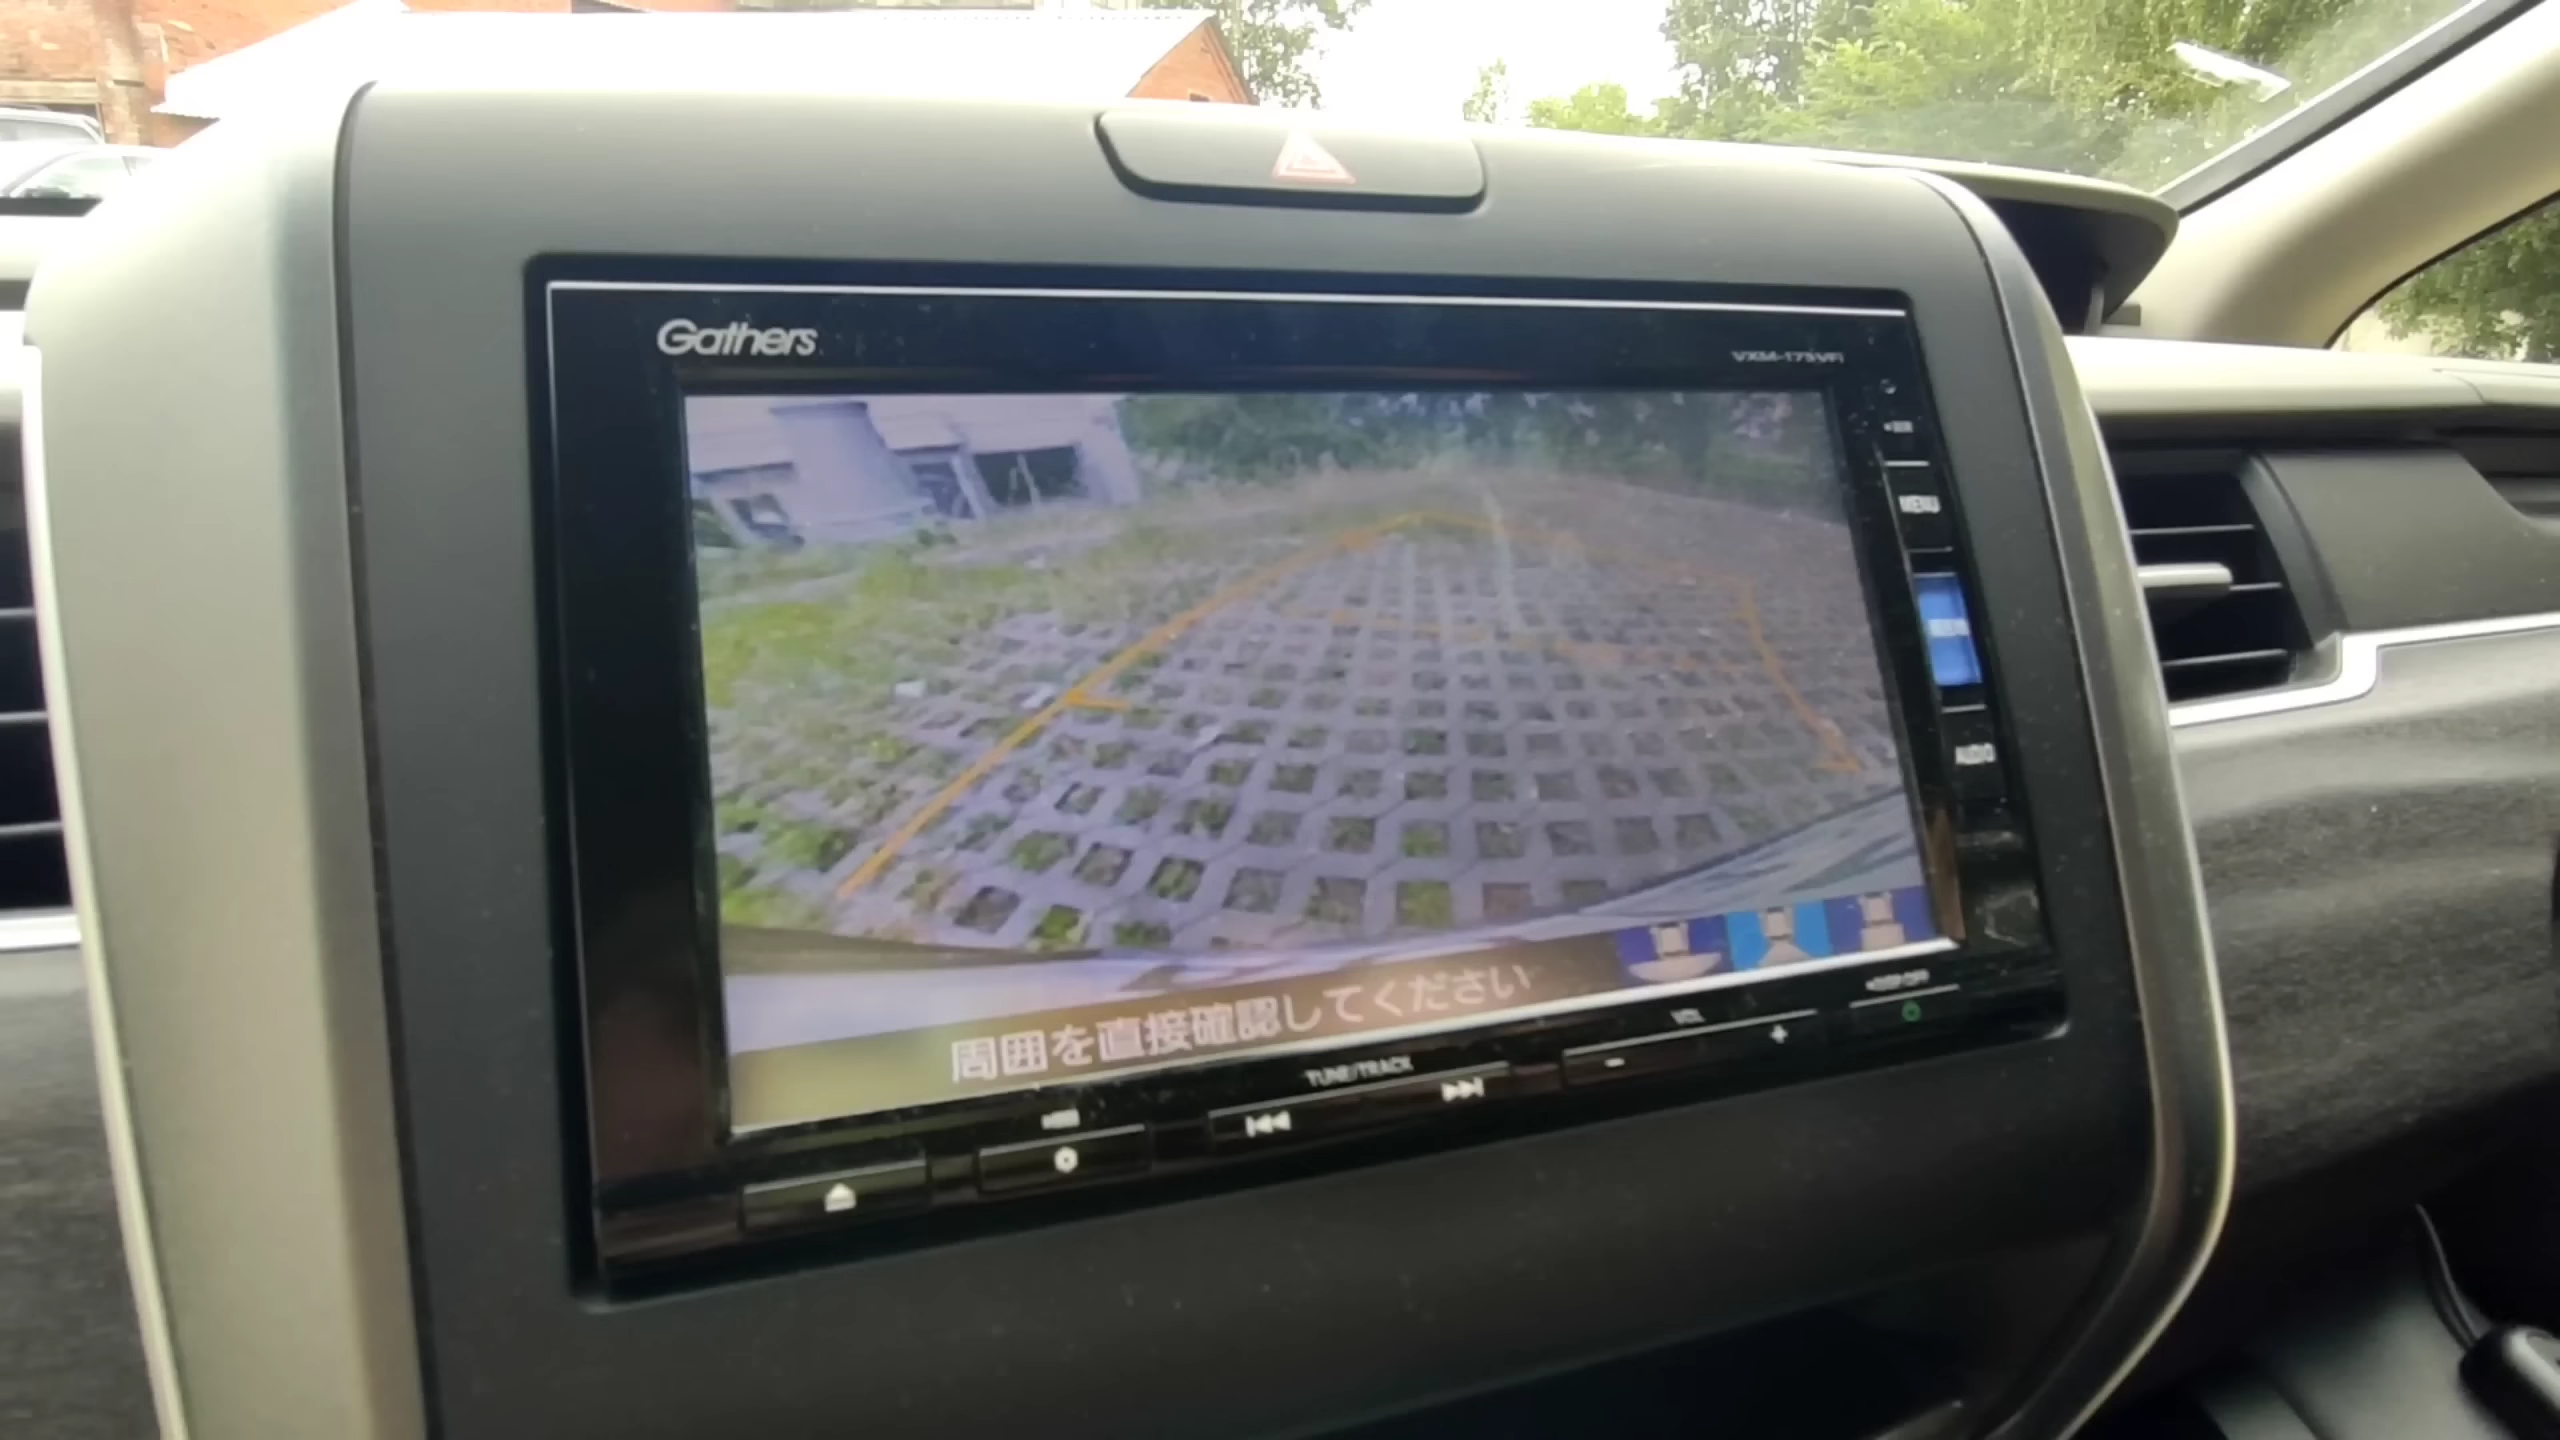 Gathers
VXM-175VFi
MENU
AUDIO
周囲を直接確認してください
TUNE/TRACK
VOL
- +